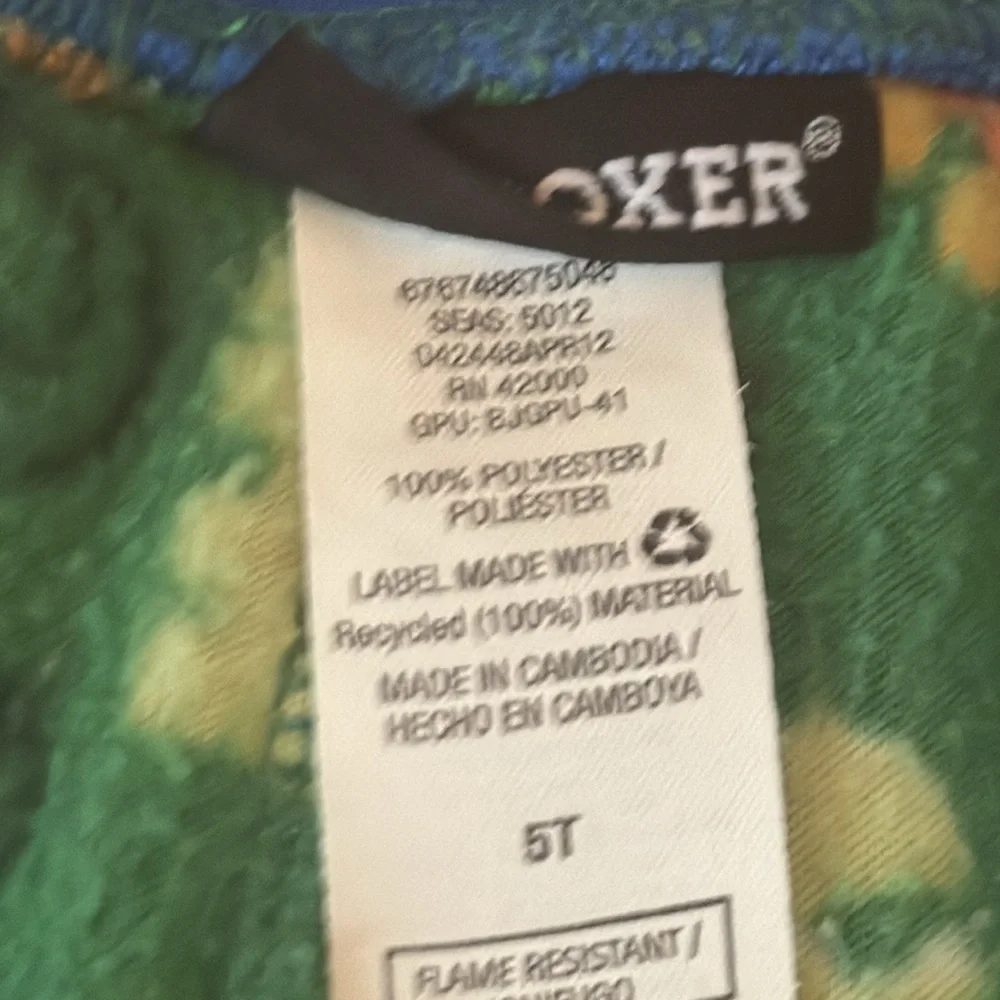 OXER®
676748675048
SEAS: 5012
042448APR12
RN 42000
GPU: BJGPU-41
100% POLYESTER /
POLIÉSTER
LABEL MADE WITH
Recycled (100%) MATERIAL
MADE IN CAMBODIA /
HECHO EN CAMBOYA
5T
FLAME RESISTANT /